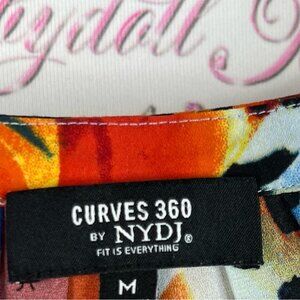 CURVES 360
BY NYDJ®
FIT IS EVERYTHING
M